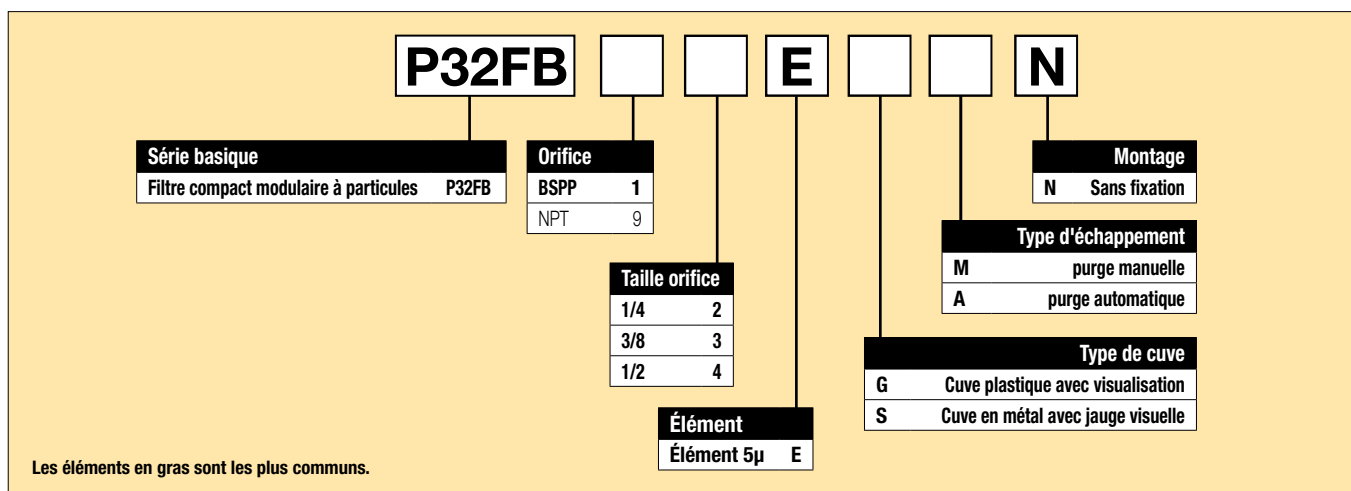 P32FB E N
Série basique
Filtre compact modulaire à particules P32FB
Orifice
BSPP 1
NPT 9
Taille orifice
1/4 2
3/8 3
1/2 4
Élément
Élément 5µ E
Montage
N Sans fixation
Type d'échappement
M purge manuelle
A purge automatique
Type de cuve
G Cuve plastique avec visualisation
S Cuve en métal avec jauge visuelle
Les éléments en gras sont les plus communs.